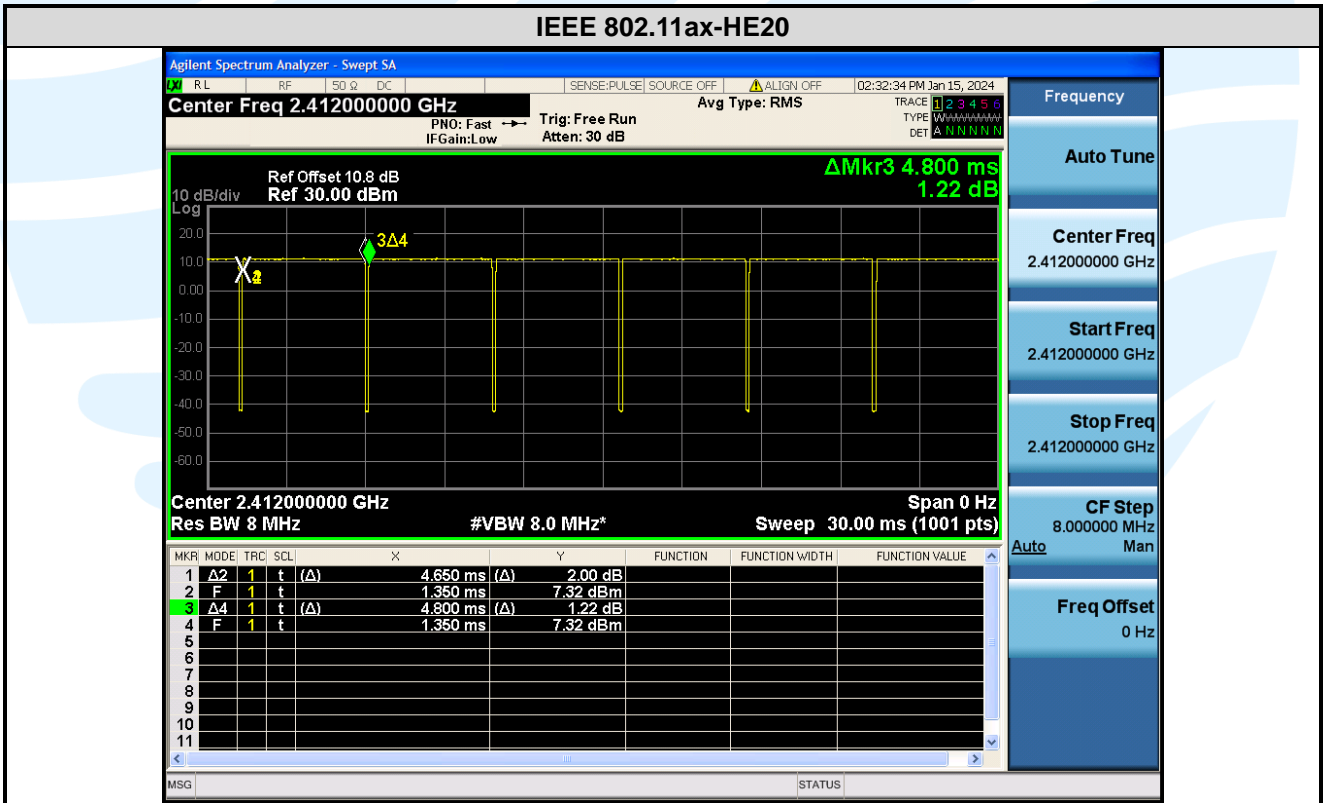 IEEE 802.11ax-HE20
Agilent Spectrum Analyzer - Swept SA
LXI RL RF 50 Ω DC SENSE:PULSE SOURCE OFF ALIGN OFF 02:32:34 PM Jan 15, 2024
Center Freq 2.412000000 GHz
PNO: Fast
IFGain:Low
Trig: Free Run
Atten: 30 dB
Avg Type: RMS
TRACE 1 2 3 4 5 6
TYPE WWWWWW
DET A N N N N N
Frequency
Auto Tune
Center Freq
2.412000000 GHz
Start Freq
2.412000000 GHz
Stop Freq
2.412000000 GHz
CF Step
8.000000 MHz
Auto Man
Freq Offset
0 Hz
ΔMkr3 4.800 ms
1.22 dB
Ref Offset 10.8 dB
10 dB/div Ref 30.00 dBm
Log
20.0
10.0
0.00
-10.0
-20.0
-30.0
-40.0
-50.0
-60.0
3Δ4
Center 2.412000000 GHz Span 0 Hz
Res BW 8 MHz #VBW 8.0 MHz* Sweep 30.00 ms (1001 pts)
MKR MODE TRC SCL X Y FUNCTION FUNCTION WIDTH FUNCTION VALUE
1 Δ2 1 t (Δ) 4.650 ms (Δ) 2.00 dB
2 F 1 t 1.350 ms 7.32 dBm
3 Δ4 1 t (Δ) 4.800 ms (Δ) 1.22 dB
4 F 1 t 1.350 ms 7.32 dBm
5
6
7
8
9
10
11
MSG STATUS